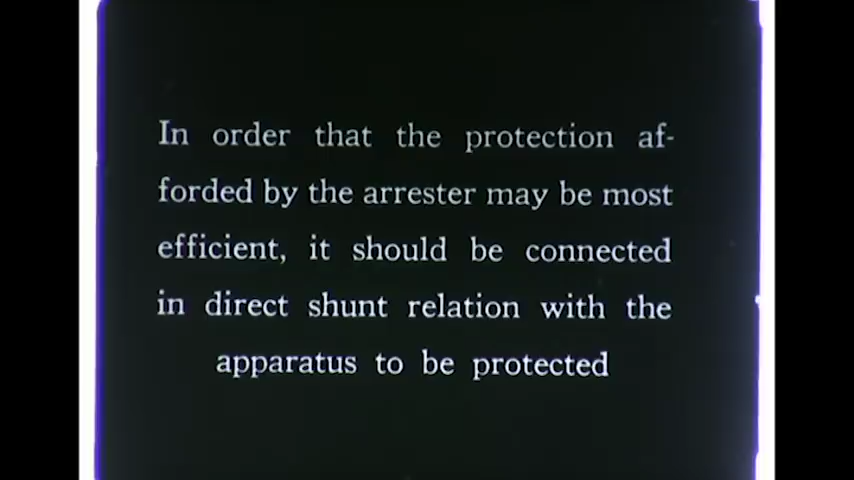 In order that the protection af-
forded by the arrester may be most
efficient, it should be connected
in direct shunt relation with the
apparatus to be protected